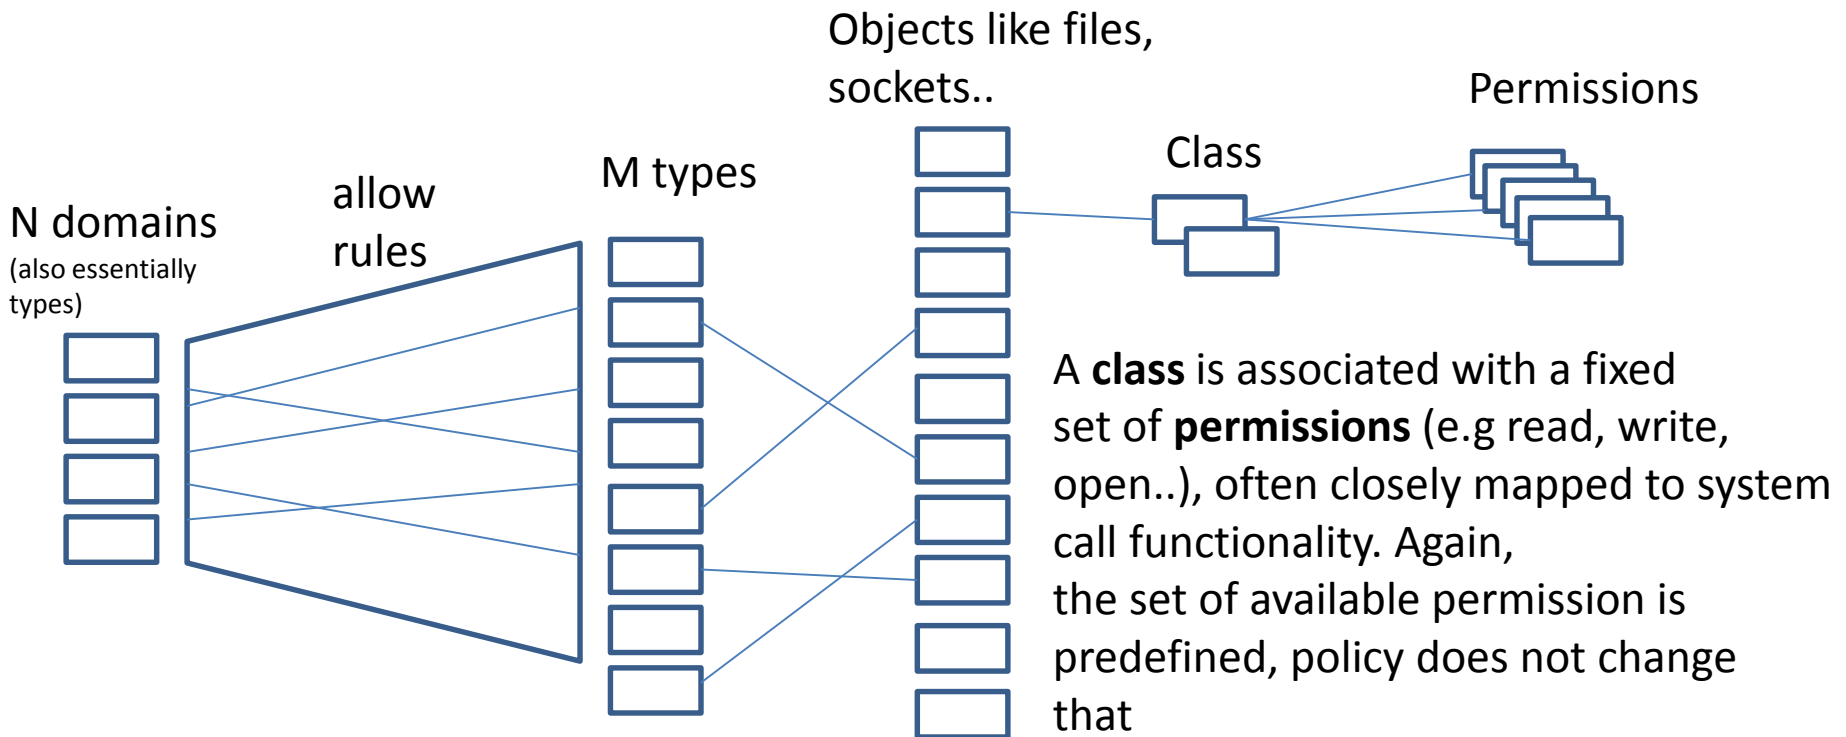 Objects like files,
sockets..
Permissions
Class
M types
allow
rules
N domains
(also essentially
types)
A class is associated with a fixed
set of permissions (e.g read, write,
open..), often closely mapped to system
call functionality. Again,
the set of available permission is
predefined, policy does not change
that